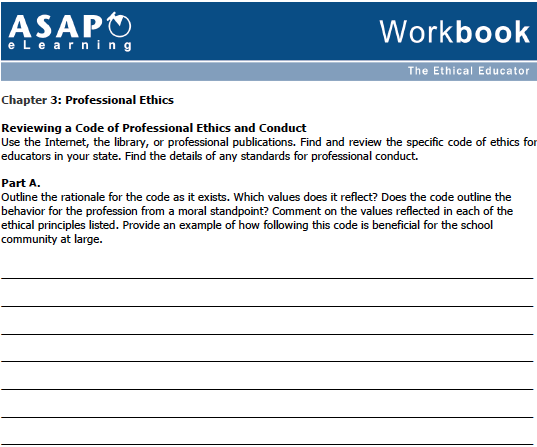 ASAP
eLearning
Workbook
The Ethical Educator
Chapter 3: Professional Ethics
Reviewing a Code of Professional Ethics and Conduct
Use the Internet, the library, or professional publications. Find and review the specific code of ethics for
educators in your state. Find the details of any standards for professional conduct.
Part A.
Outline the rationale for the code as it exists. Which values does it reflect? Does the code outline the
behavior for the profession from a moral standpoint? Comment on the values reflected in each of the
ethical principles listed. Provide an example of how following this code is beneficial for the school
community at large.